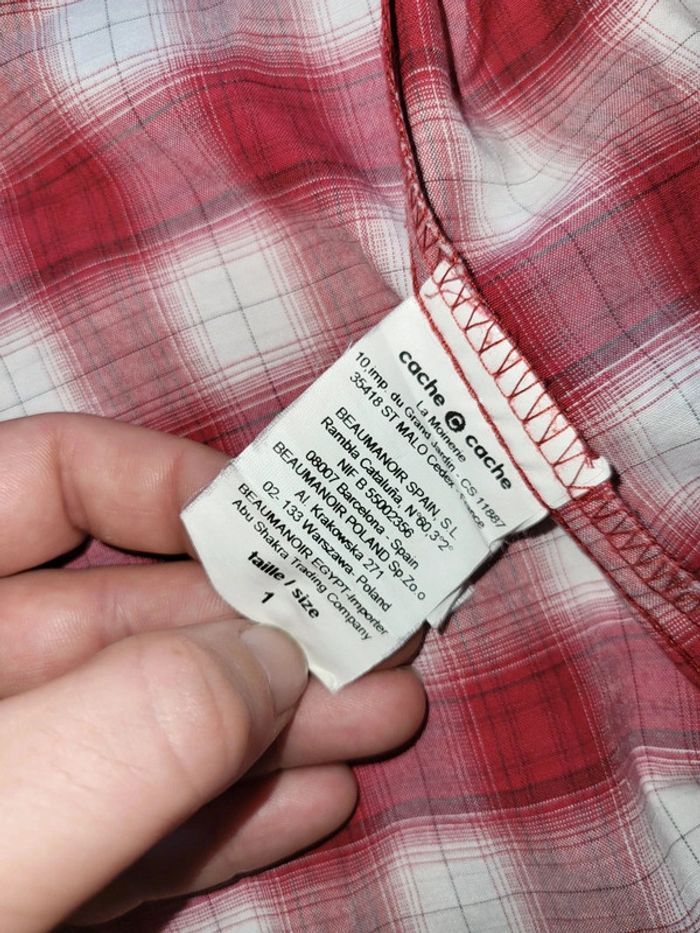 cache c cache
La Moinerie
10,imp. du Grand Jardin - CS 11887
35418 ST MALO Cedex
BEAUMANOIR SPAIN, S.L
Rambla Cataluña, N°60,3°2°
NIF B 55002356
08007 Barcelona - Spain
BEAUMANOIR POLAND Sp.Zo.o
Al Krakowska 271
02. 133 Warszawa- Poland
BEAUMANOIR EGYPT-Importer
Abu Shakra Trading Company
taille / size
1